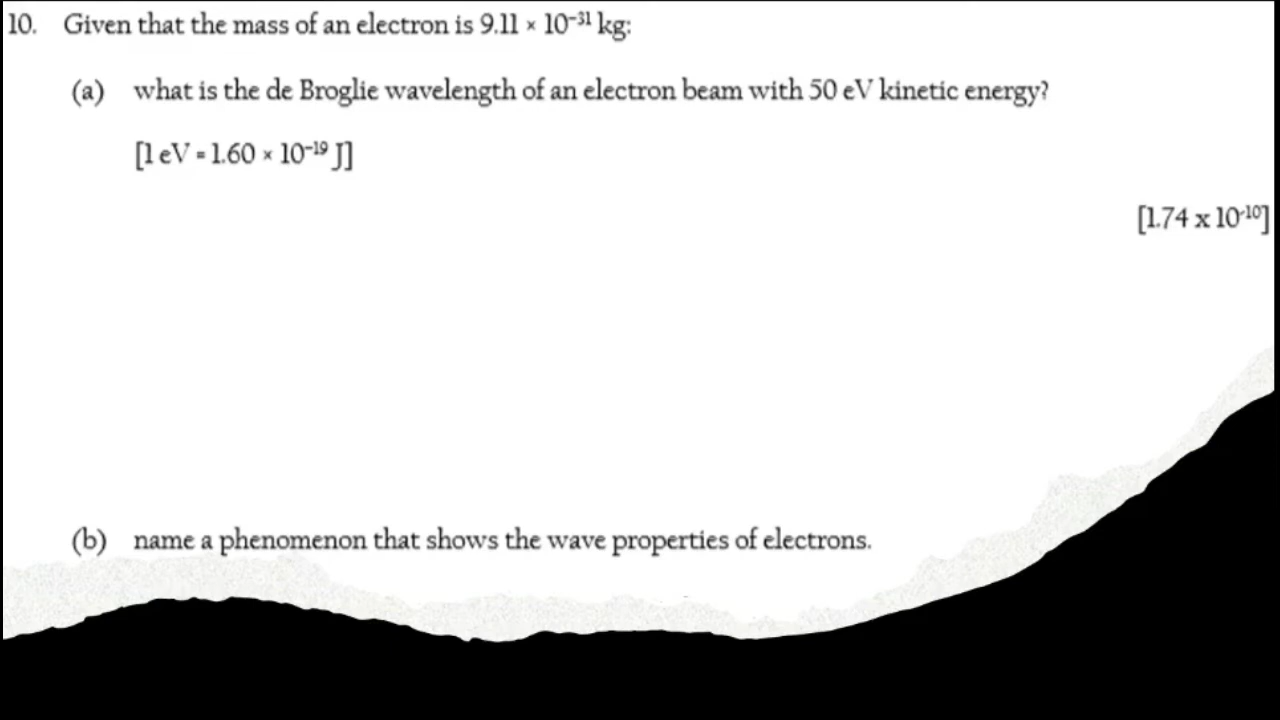 10. Given that the mass of an electron is 9.11 × 10⁻³¹ kg:
(a) what is the de Broglie wavelength of an electron beam with 50 eV kinetic energy?
[1 eV = 1.60 × 10⁻¹⁹ J]
[1.74 x 10⁻¹⁰]
(b) name a phenomenon that shows the wave properties of electrons.